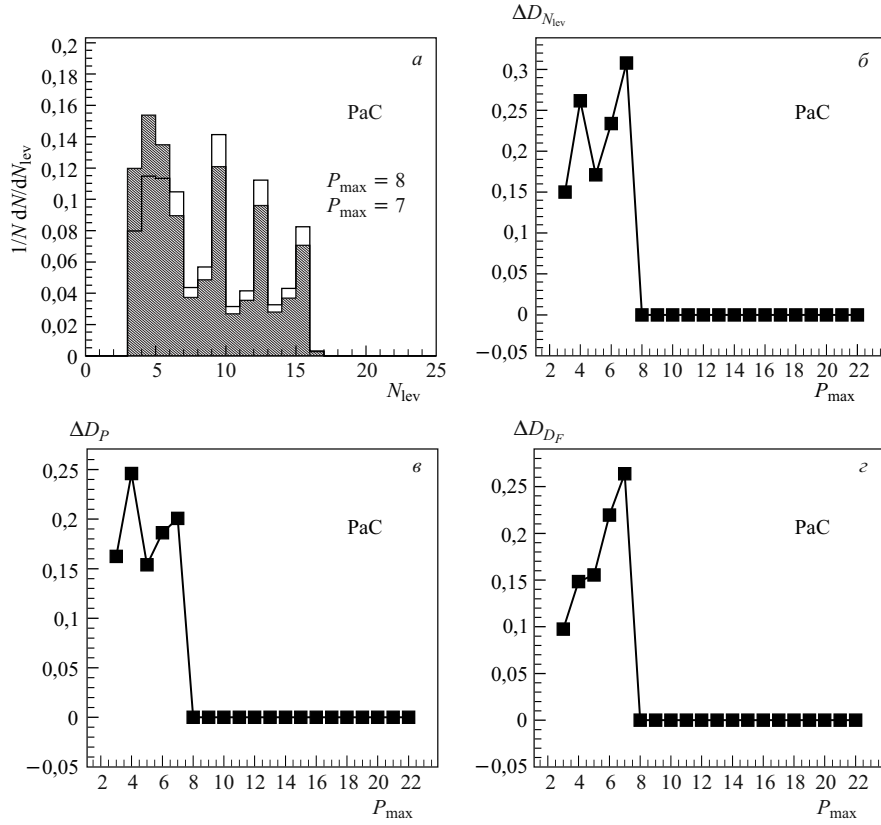 а
1/N dN/dN_lev
0,2
0,18
0,16
0,14
0,12
0,1
0,08
0,06
0,04
0,02
0
PaC
P_max = 8
P_max = 7
0 5 10 15 20 25
N_lev
ΔD_{N_lev}
б
0,3
0,25
0,2
0,15
0,1
0,05
0
−0,05
PaC
2 4 6 8 10 12 14 16 18 20 22
P_max
ΔD_P
в
0,25
0,2
0,15
0,1
0,05
0
−0,05
PaC
2 4 6 8 10 12 14 16 18 20 22
P_max
ΔD_{D_F}
г
0,25
0,2
0,15
0,1
0,05
0
−0,05
PaC
2 4 6 8 10 12 14 16 18 20 22
P_max